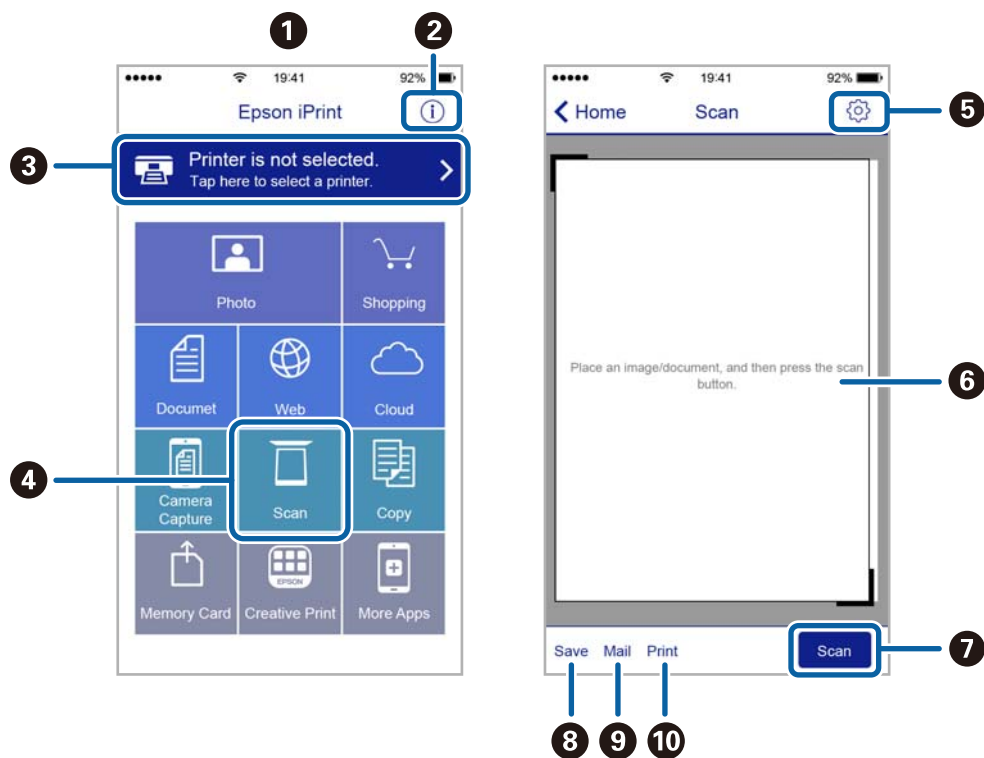 1
2
19:41
92%
Epson iPrint
i
3
Printer is not selected.
Tap here to select a printer.
Photo
Shopping
Documet
Web
Cloud
4
Camera
Capture
Scan
Copy
EPSON
Memory Card
Creative Print
More Apps
19:41
92%
Home
Scan
5
Place an image/document, and then press the scan
button.
6
Save
Mail
Print
Scan
7
8
9
10